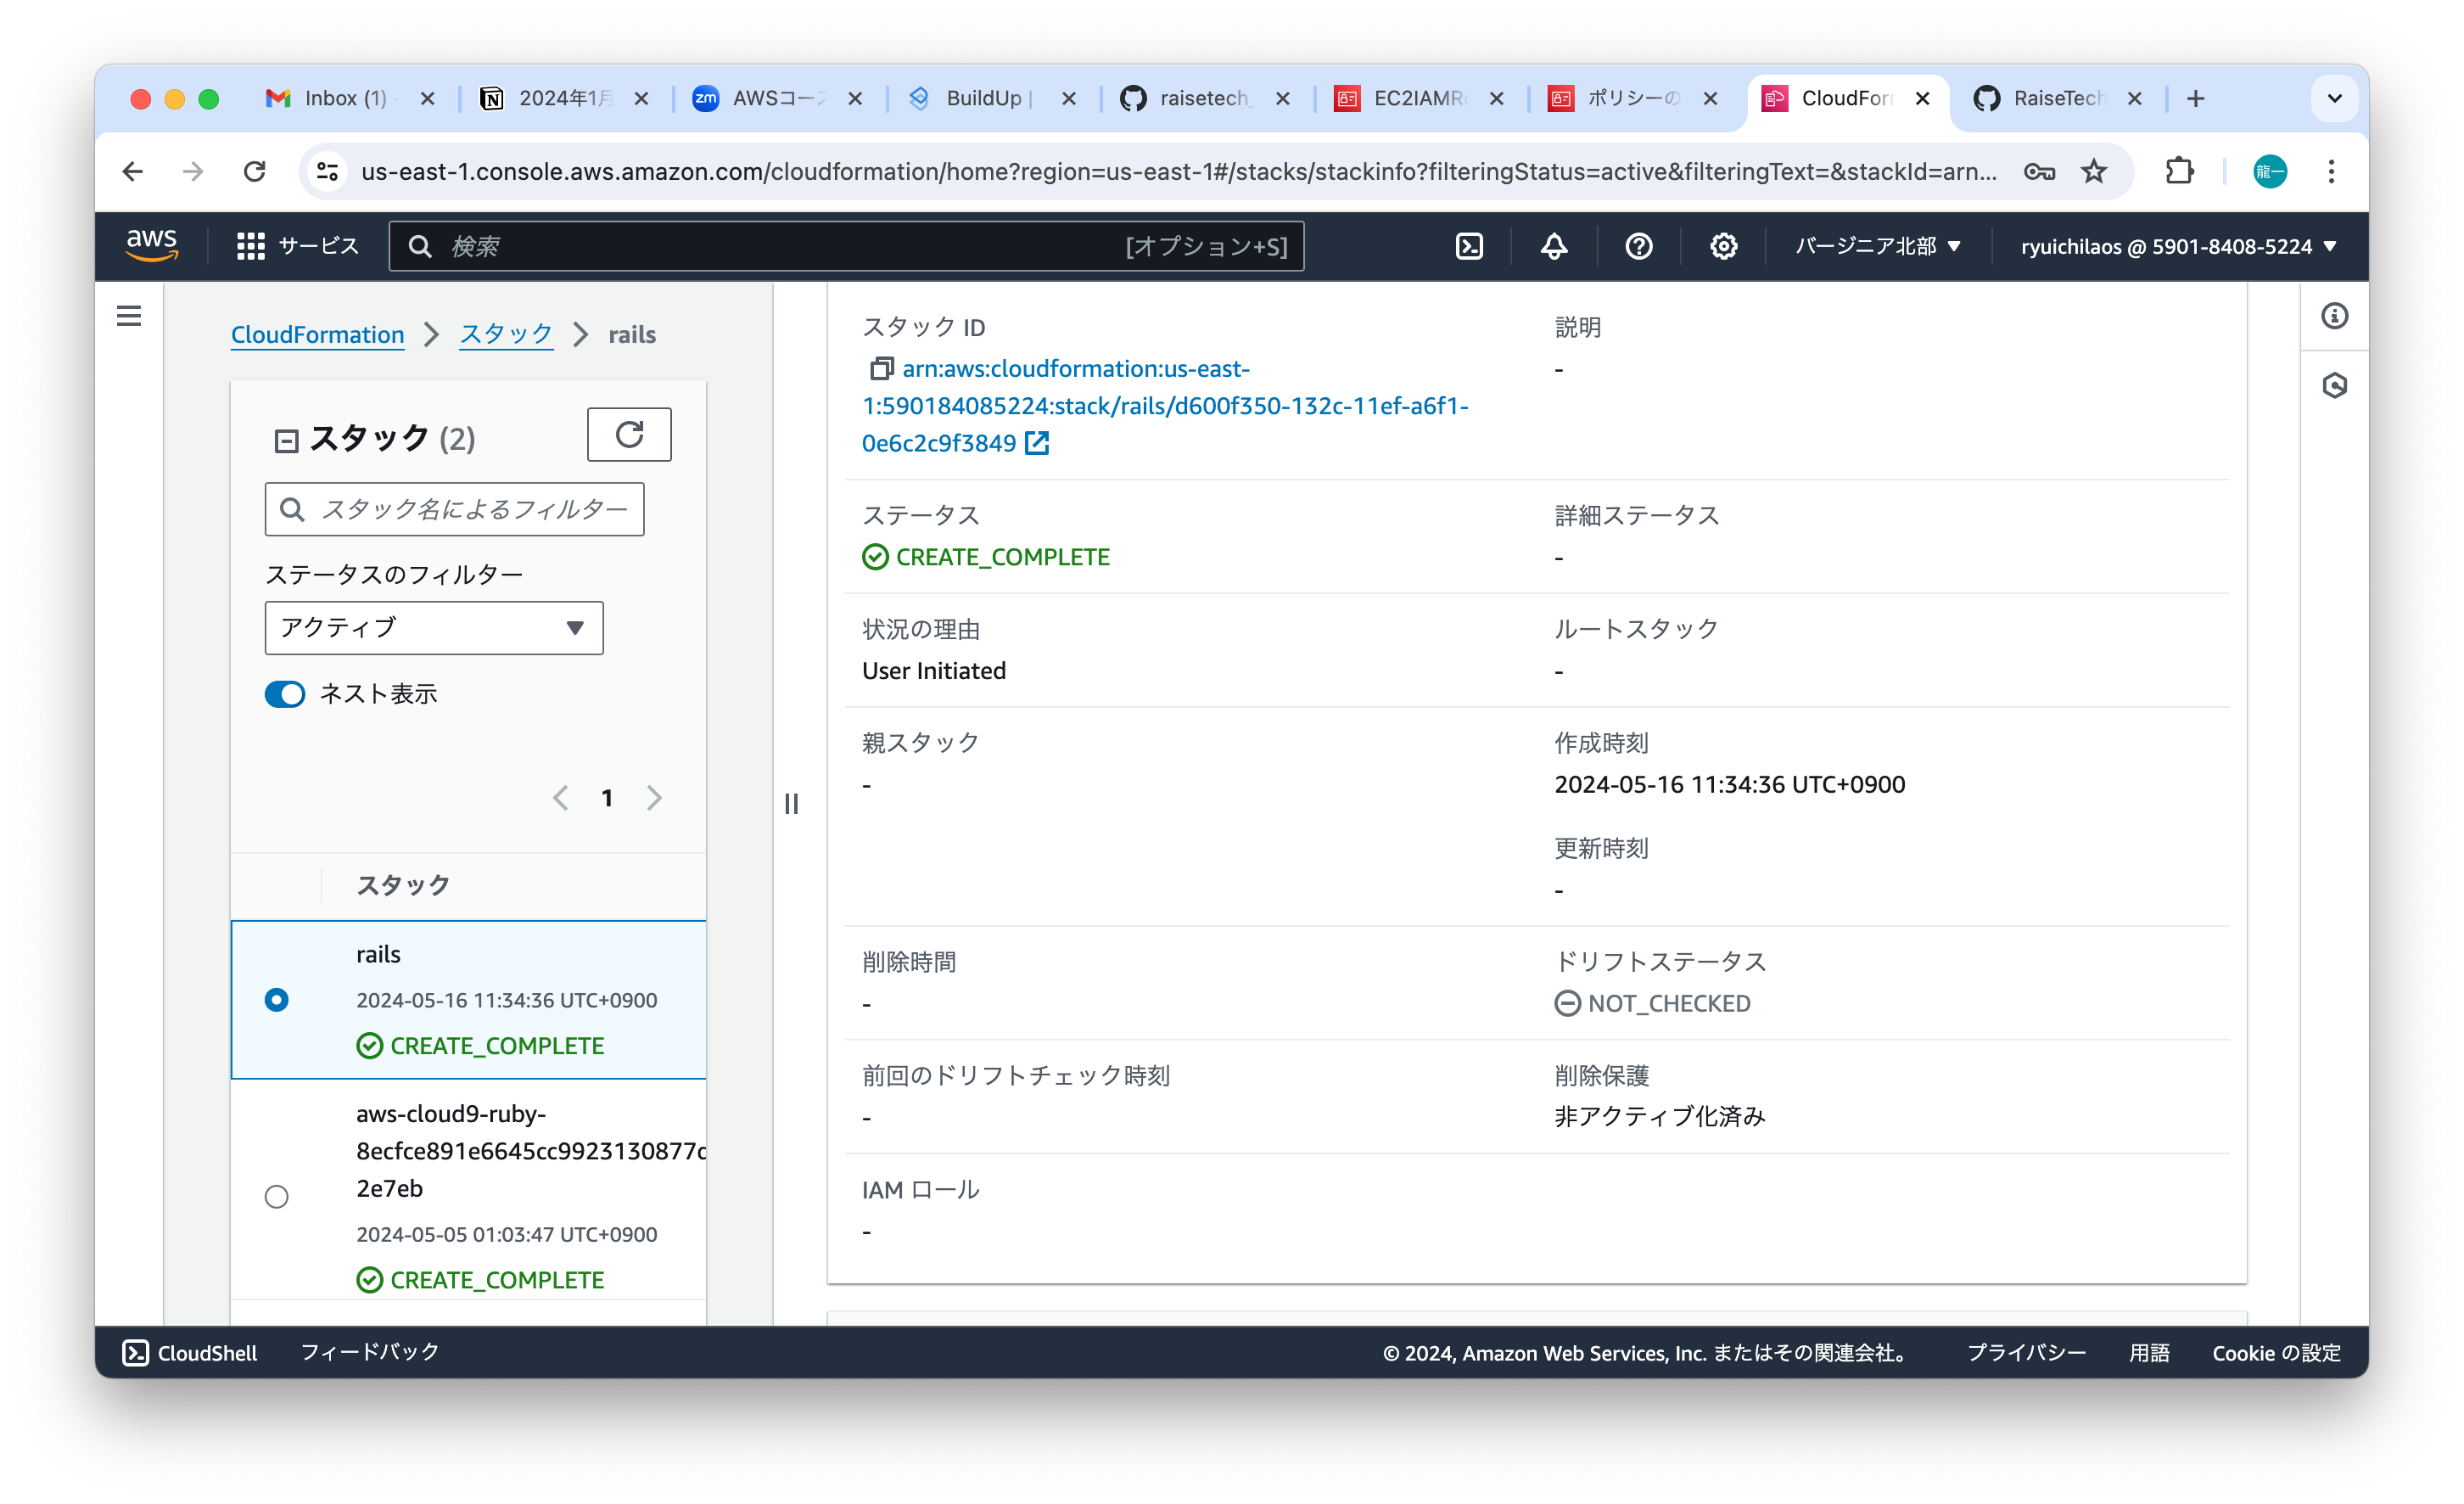 Inbox (1) -
2024年1月
AWSコース
BuildUp |
raisetech_
EC2IAMRo
ポリシーの
CloudForn
RaiseTech
us-east-1.console.aws.amazon.com/cloudformation/home?region=us-east-1#/stacks/stackinfo?filteringStatus=active&filteringText=&stackId=arn...
龍一
aws
サービス
検索
[オプション+S]
バージニア北部
ryuichilaos @ 5901-8408-5224
CloudFormation
スタック
rails
スタック (2)
スタック名によるフィルター
ステータスのフィルター
アクティブ
ネスト表示
1
スタック
rails
2024-05-16 11:34:36 UTC+0900
CREATE_COMPLETE
aws-cloud9-ruby-
8ecfce891e6645cc9923130877c
2e7eb
2024-05-05 01:03:47 UTC+0900
CREATE_COMPLETE
スタック ID
arn:aws:cloudformation:us-east-
1:590184085224:stack/rails/d600f350-132c-11ef-a6f1-
0e6c2c9f3849
説明
-
ステータス
CREATE_COMPLETE
詳細ステータス
-
状況の理由
User Initiated
ルートスタック
-
親スタック
-
作成時刻
2024-05-16 11:34:36 UTC+0900
更新時刻
-
削除時間
-
ドリフトステータス
NOT_CHECKED
前回のドリフトチェック時刻
-
削除保護
非アクティブ化済み
IAM ロール
-
CloudShell
フィードバック
© 2024, Amazon Web Services, Inc. またはその関連会社。
プライバシー
用語
Cookie の設定